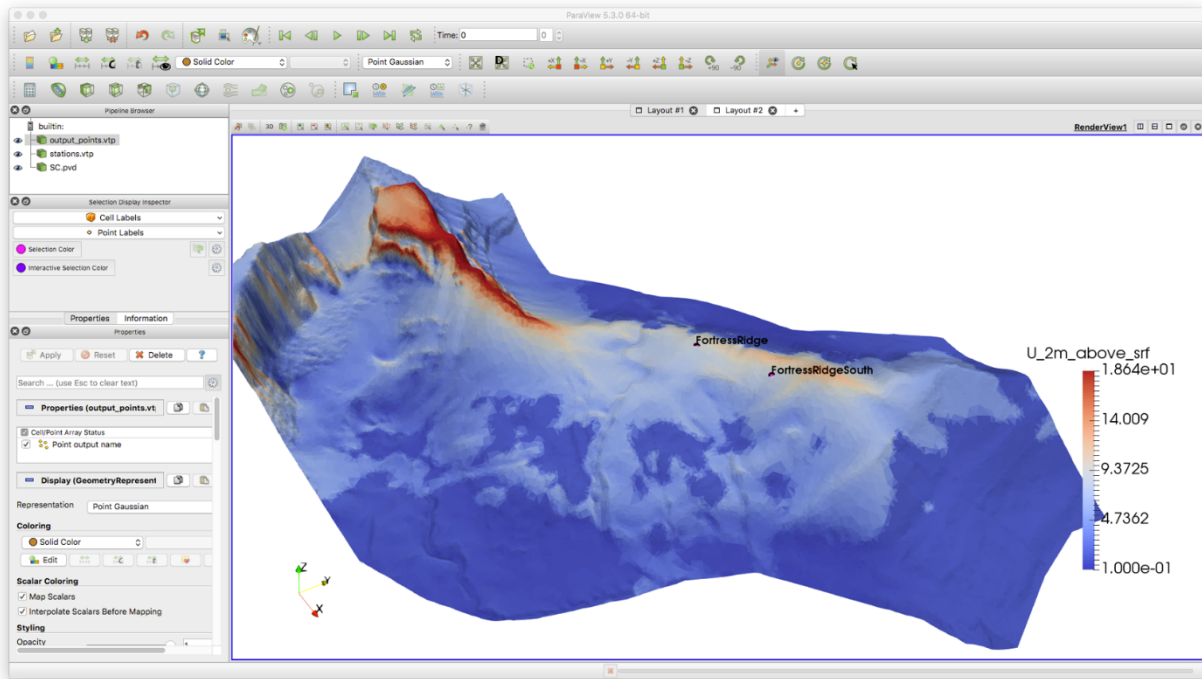 ParaView 5.3.0 64-bit
Time: 0
0
Solid Color
Point Gaussian
+X
-X
+Y
-Y
+Z
-Z
+90
-90
Pipeline Browser
Layout #1
Layout #2
+
builtin:
output_points.vtp
stations.vtp
SC.pvd
3D
?
RenderView1
Selection Display Inspector
Cell Labels
Point Labels
Selection Color
Interactive Selection Color
Properties
Information
Properties
Apply
Reset
Delete
?
Search ... (use Esc to clear text)
Properties (output_points.vt
Cell/Point Array Status
Point output name
Display (GeometryRepresent
Representation
Point Gaussian
Coloring
Solid Color
Edit
Scalar Coloring
Map Scalars
Interpolate Scalars Before Mapping
Styling
Opacity
FortressRidge
FortressRidgeSouth
U_2m_above_srf
1.864e+01
14.009
9.3725
4.7362
1.000e-01
Z
Y
X